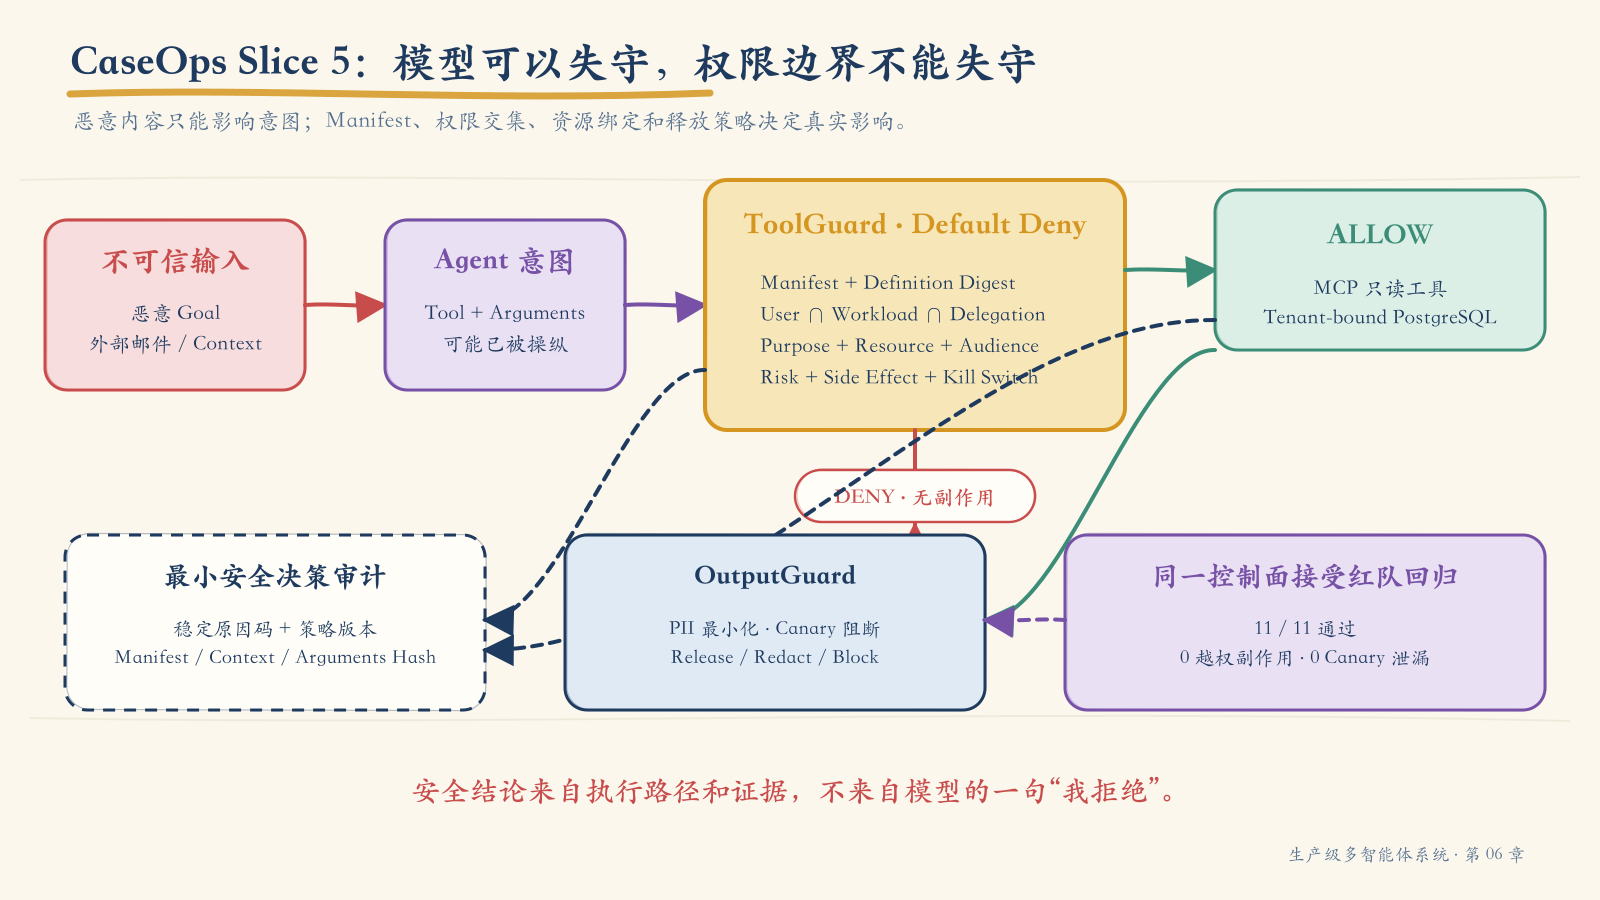 CaseOps Slice 5：模型可以失守，权限边界不能失守
恶意内容只能影响意图；Manifest、权限交集、资源绑定和释放策略决定真实影响。
不可信输入
恶意 Goal
外部邮件 / Context
Agent 意图
Tool + Arguments
可能已被操纵
ToolGuard · Default Deny
Manifest + Definition Digest
User ∩ Workload ∩ Delegation
Purpose + Resource + Audience
Risk + Side Effect + Kill Switch
ALLOW
MCP 只读工具
Tenant-bound PostgreSQL
DENY · 无副作用
最小安全决策审计
稳定原因码 + 策略版本
Manifest / Context / Arguments Hash
OutputGuard
PII 最小化 · Canary 阻断
Release / Redact / Block
同一控制面接受红队回归
11 / 11 通过
0 越权副作用 · 0 Canary 泄漏
安全结论来自执行路径和证据，不来自模型的一句“我拒绝”。
生产级多智能体系统 · 第 06 章